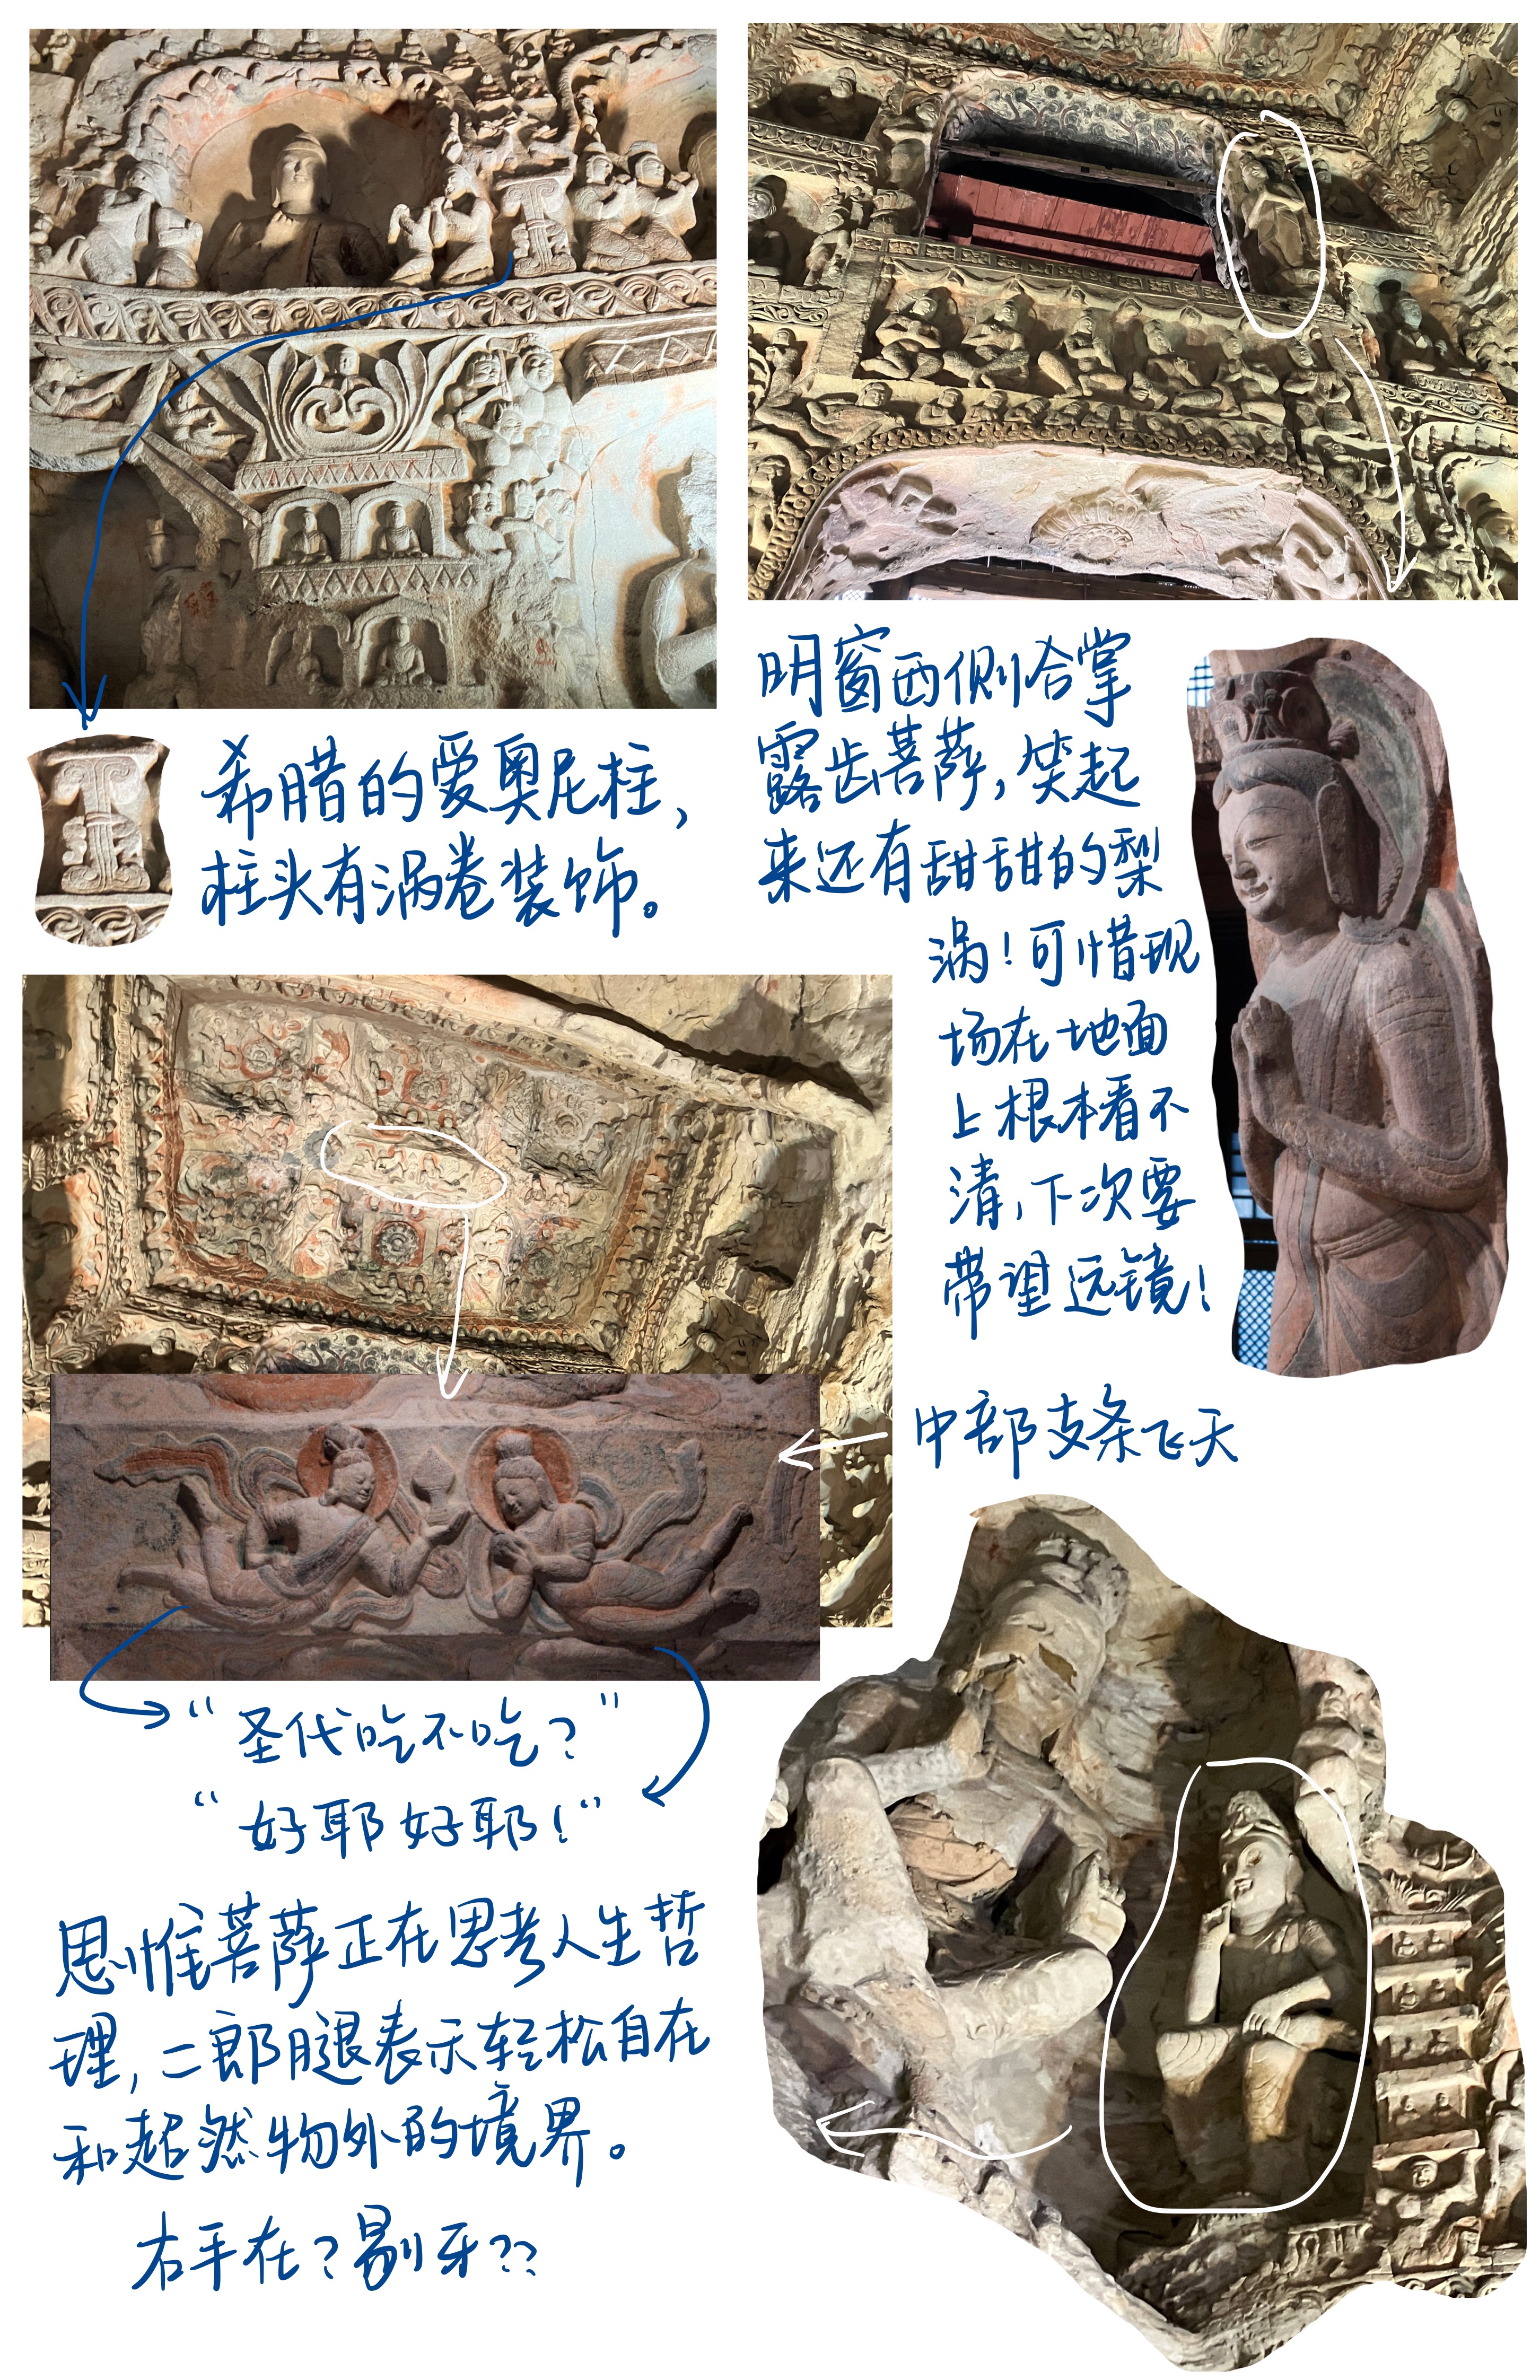 希腊的爱奥尼柱，
柱头有涡卷装饰。
明窗西侧合掌
露齿菩萨，笑起
来还有甜甜的梨
涡！可惜现
场在地面
上根本看不
清，下次要
带望远镜！
中部支条飞天
“圣代吃不吃？”
“好耶好耶！”
思惟菩萨正在思考人生哲
理，二郎腿表示轻松自在
和超然物外的境界。
右手在？剔牙？？